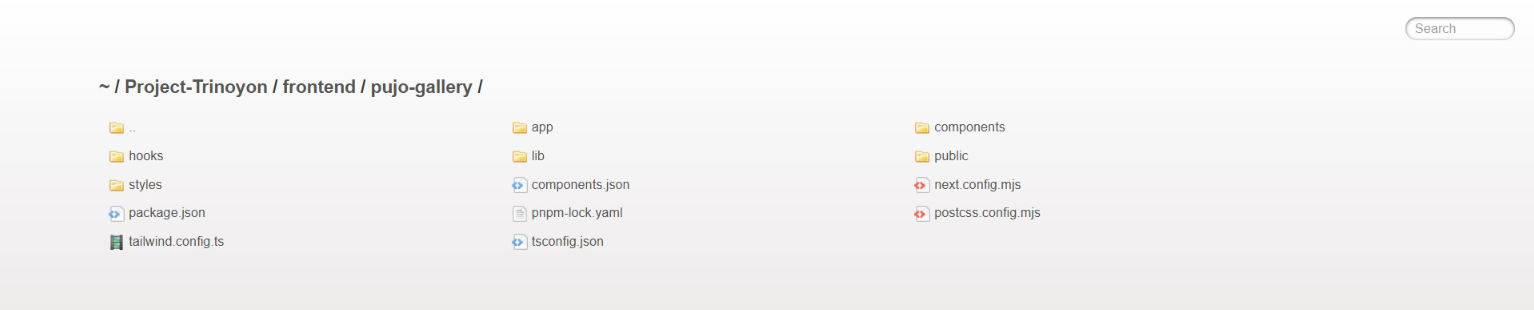 Search
~ / Project-Trinoyon / frontend / pujo-gallery /
.. app components
hooks lib public
styles components.json next.config.mjs
package.json pnpm-lock.yaml postcss.config.mjs
tailwind.config.ts tsconfig.json